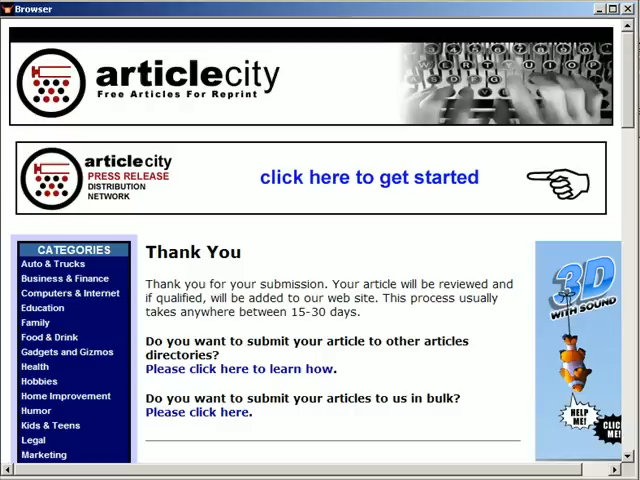 Browser
articlecity
Free Articles For Reprint
articlecity
PRESS RELEASE
DISTRIBUTION
NETWORK
click here to get started
CATEGORIES
Auto & Trucks
Business & Finance
Computers & Internet
Education
Family
Food & Drink
Gadgets and Gizmos
Health
Hobbies
Home Improvement
Humor
Kids & Teens
Legal
Marketing
Thank You
Thank you for your submission. Your article will be reviewed and
if qualified, will be added to our web site. This process usually
takes anywhere between 15-30 days.
Do you want to submit your article to other articles
directories?
Please click here to learn how.
Do you want to submit your articles to us in bulk?
Please click here.
3D
WITH SOUND
HELP
ME!
CLICK
ME!